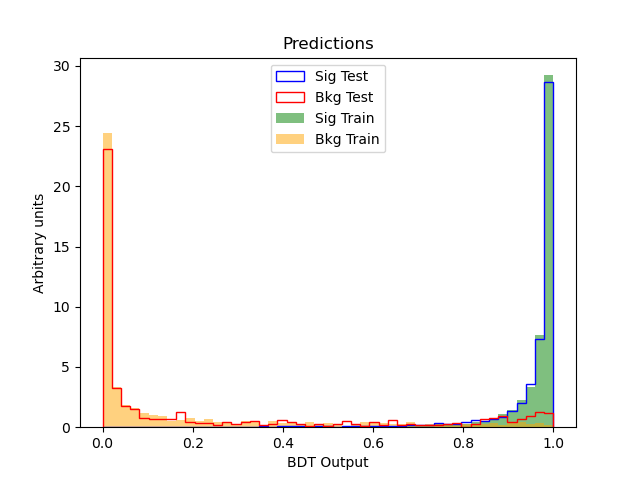 Predictions
Sig Test
Bkg Test
Sig Train
Bkg Train
30
25
20
15
10
5
0
Arbitrary units
0.0 0.2 0.4 0.6 0.8 1.0
BDT Output